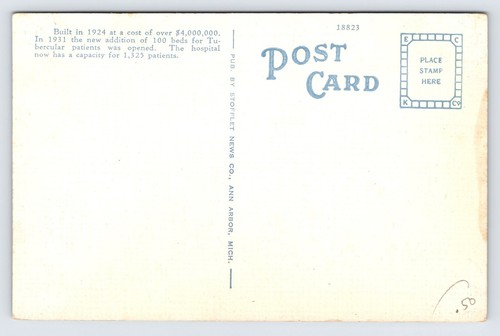 Built in 1924 at a cost of over $4,000,000.
In 1931 the new addition of 100 beds for Tu-
bercular patients was opened. The hospital
now has a capacity for 1,325 patients.
PUB. BY STOFFLET NEWS CO., ANN ARBOR, MICH.
18823
POST
CARD
E C
PLACE
STAMP
HERE
K Co
.50